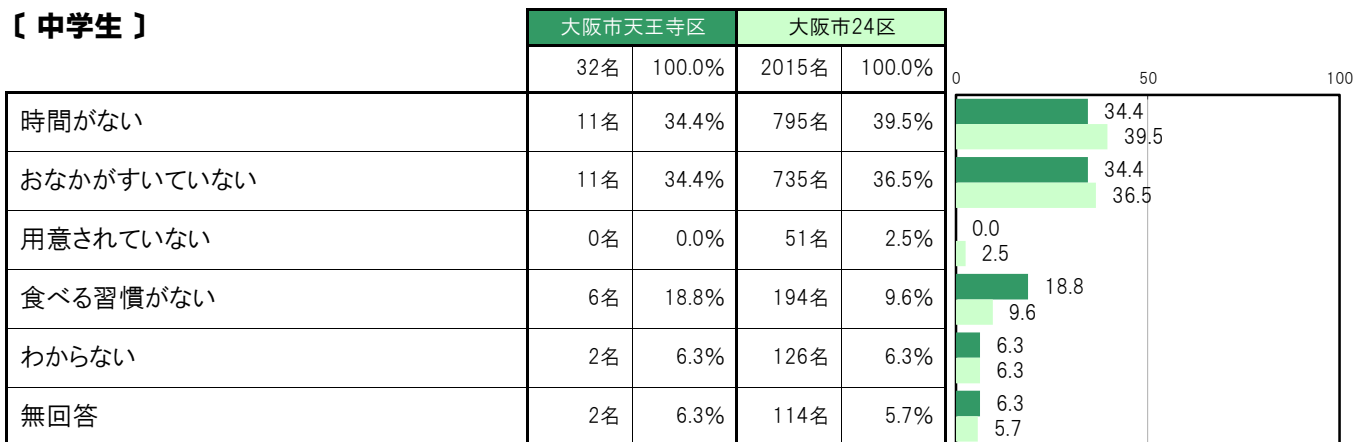 〔 中学生 〕
大阪市天王寺区 大阪市24区
32名 100.0% 2015名 100.0%
0 50 100
時間がない 11名 34.4% 795名 39.5%
34.4
39.5
おなかがすいていない 11名 34.4% 735名 36.5%
34.4
36.5
用意されていない 0名 0.0% 51名 2.5%
0.0
2.5
食べる習慣がない 6名 18.8% 194名 9.6%
18.8
9.6
わからない 2名 6.3% 126名 6.3%
6.3
6.3
無回答 2名 6.3% 114名 5.7%
6.3
5.7